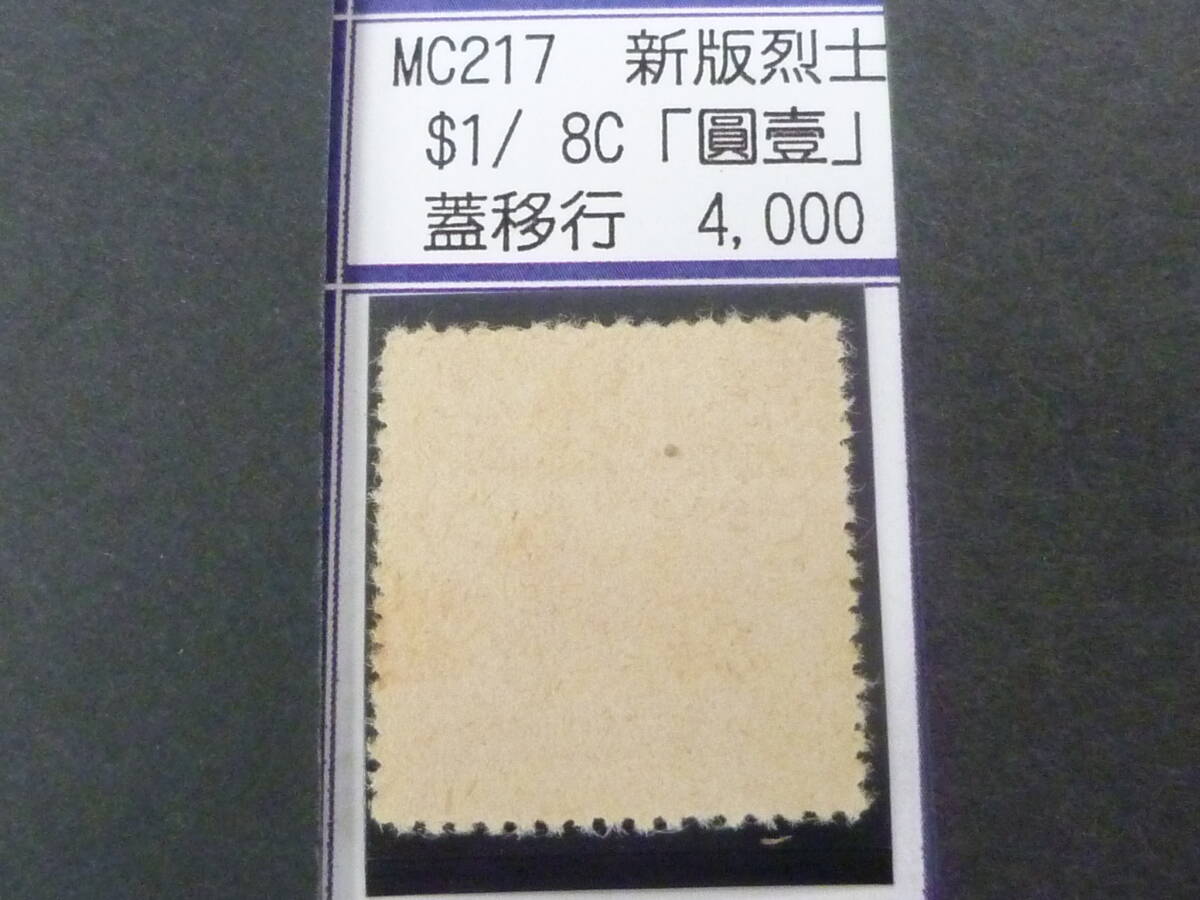 MC217 新版烈士
$1/ 8C「圓壹」
蓋移行 4,000